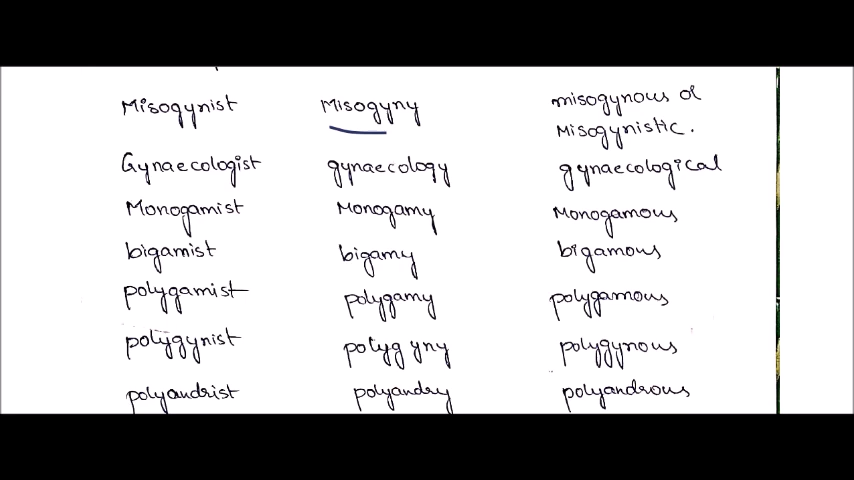 Misogynist Misogyny misogynous or
Misogynistic.
Gynaecologist gynaecology gynaecological
Monogamist Monogamy Monogamous
bigamist bigamy bigamous
polygamist polygamy polygamous
polygynist polygyny polygynous
polyandrist polyandry polyandrous